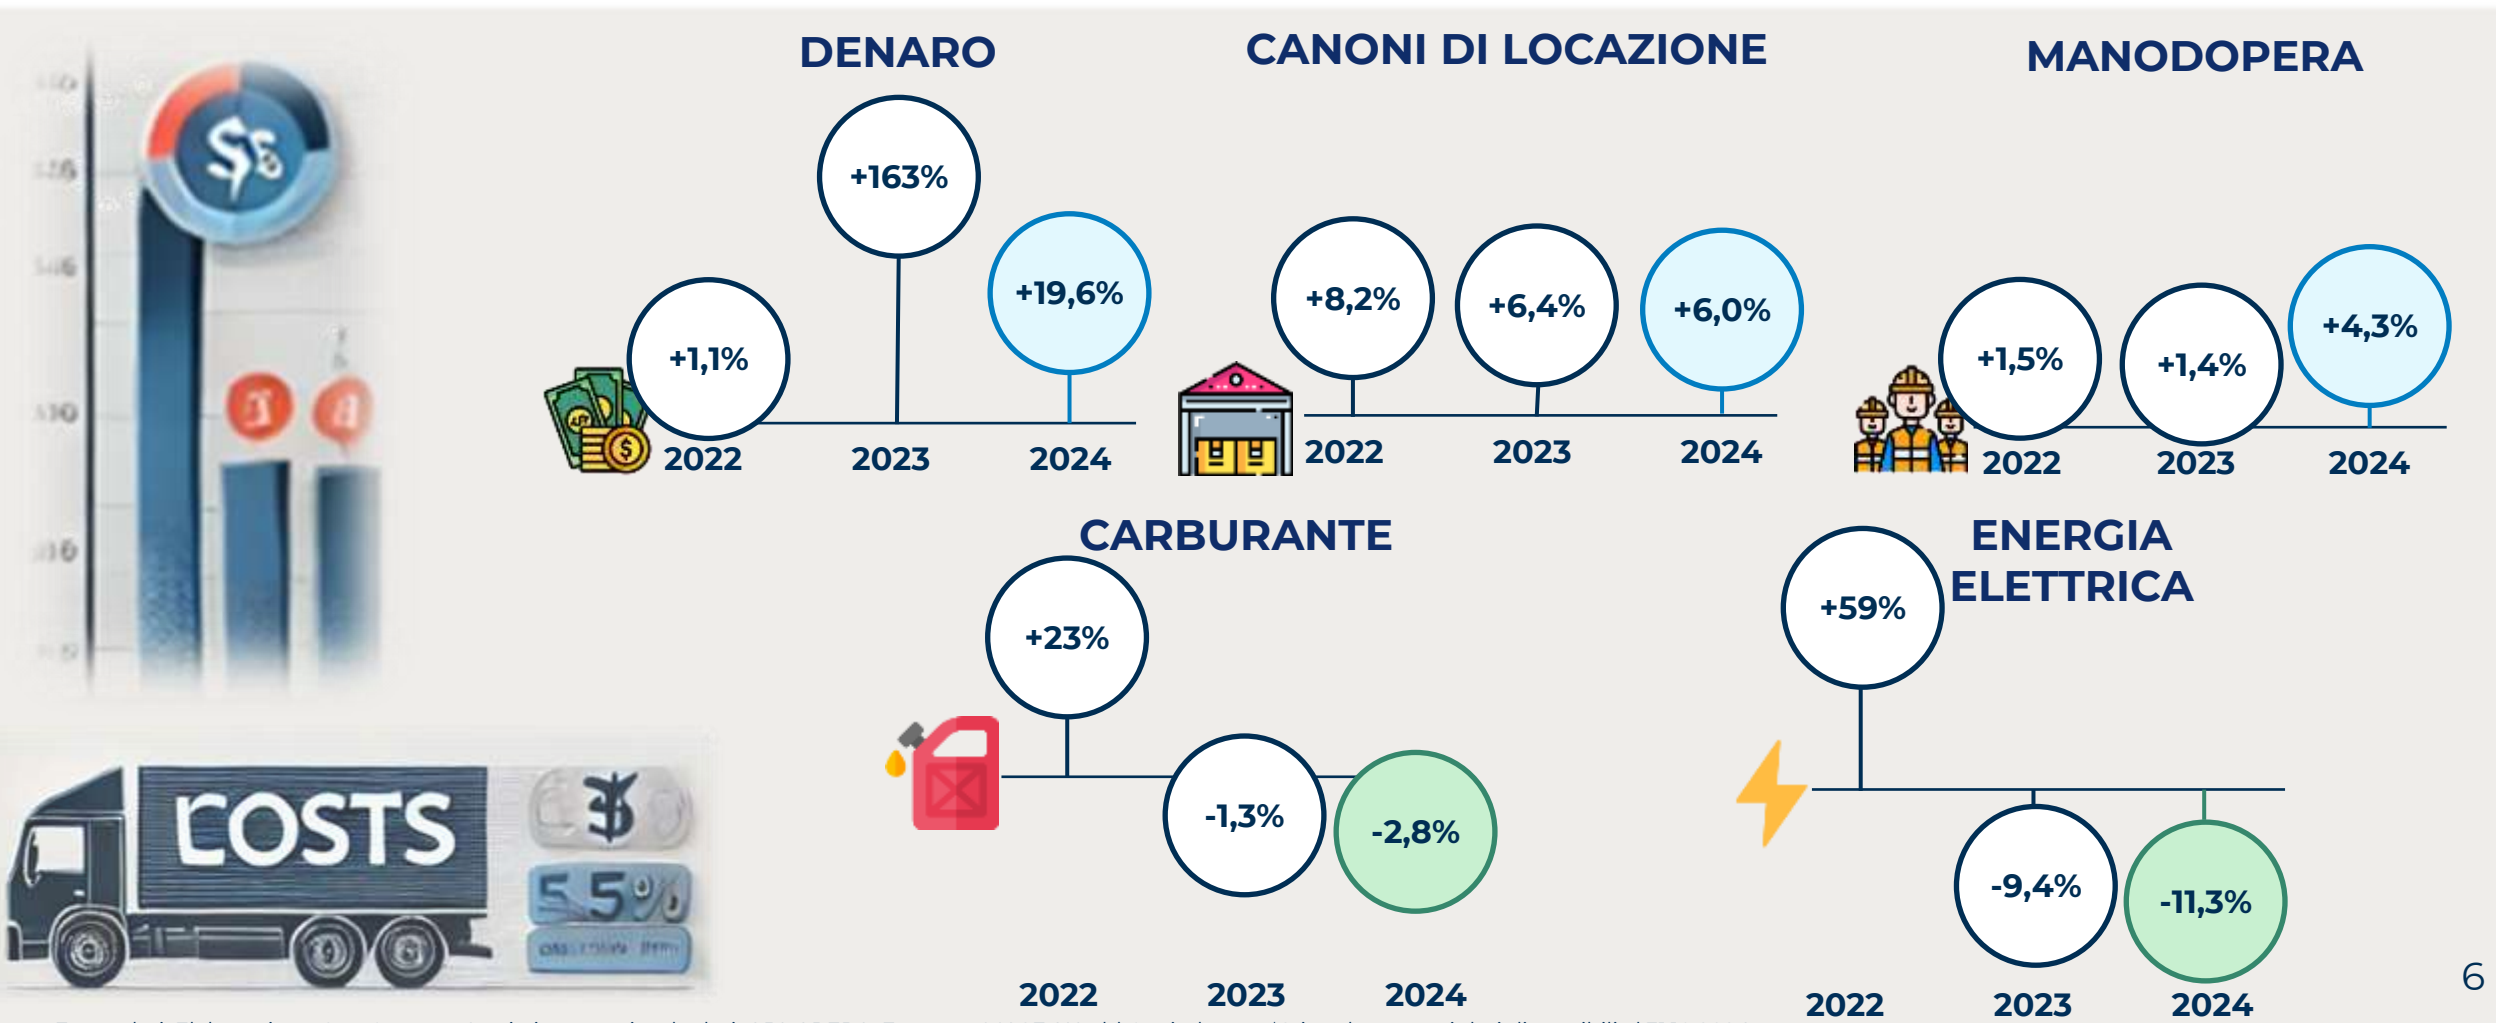 DENARO
+1,1%
+163%
+19,6%
2022 2023 2024
CANONI DI LOCAZIONE
+8,2%
+6,4%
+6,0%
2022 2023 2024
MANODOPERA
+1,5%
+1,4%
+4,3%
2022 2023 2024
CARBURANTE
+23%
-1,3%
-2,8%
2022 2023 2024
ENERGIA
ELETTRICA
+59%
-9,4%
-11,3%
2022 2023 2024
COSTS
5.5%
6